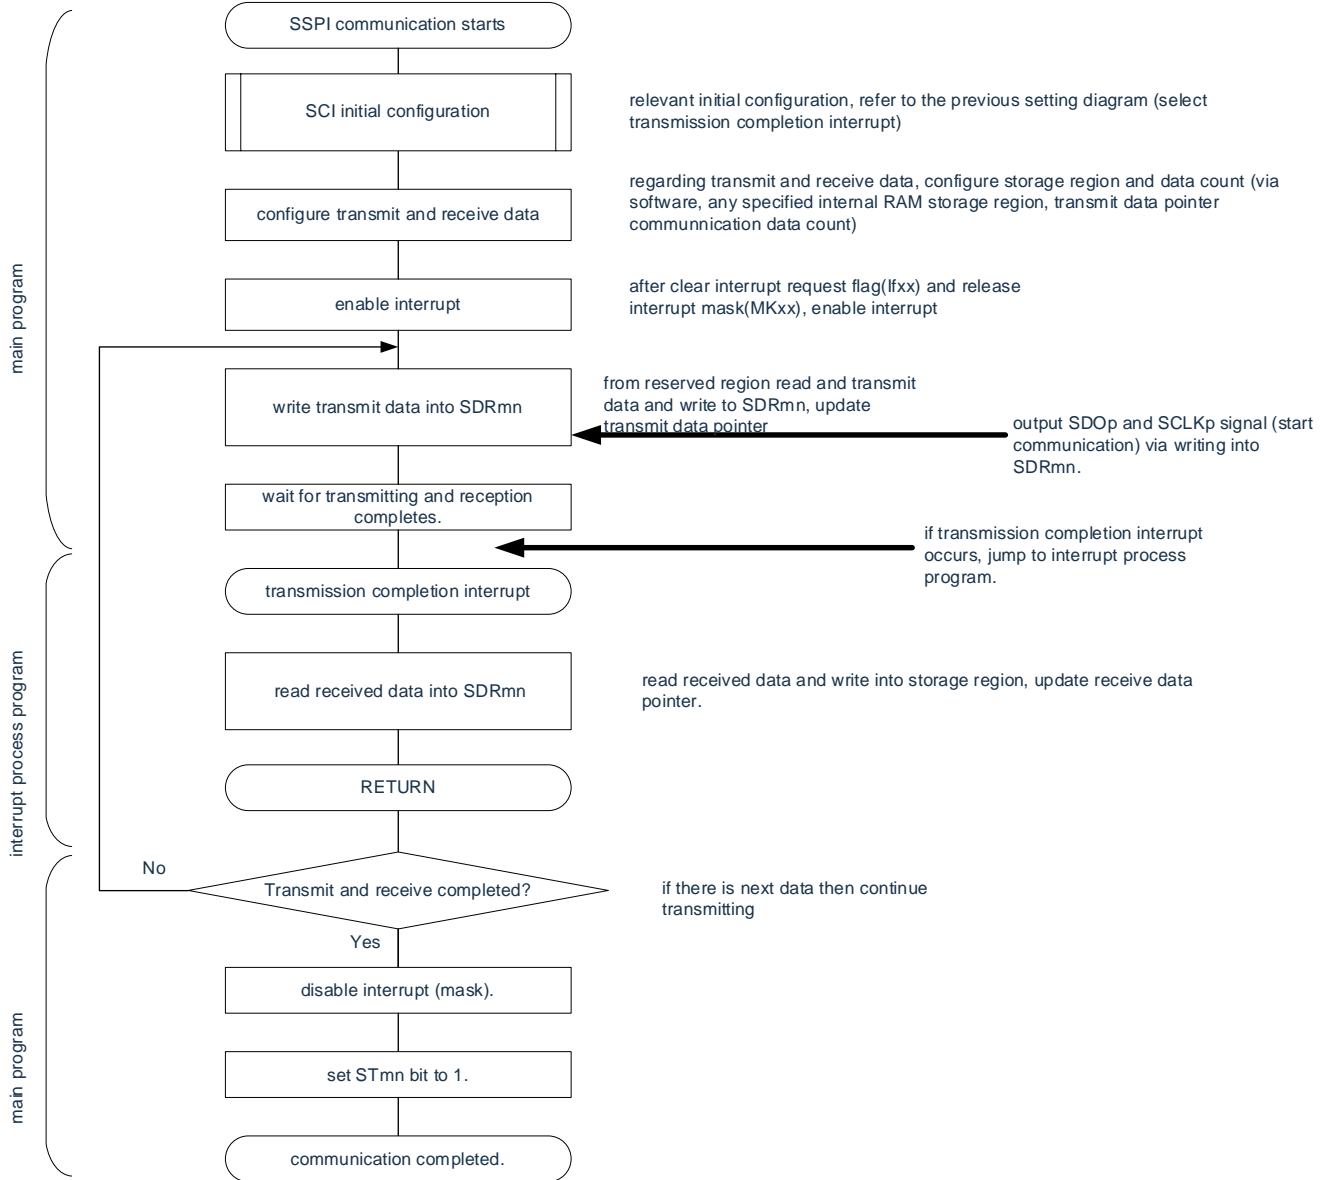 SSPI communication starts
SCI initial configuration
relevant initial configuration, refer to the previous setting diagram (select
transmission completion interrupt)
configure transmit and receive data
regarding transmit and receive data, configure storage region and data count (via
software, any specified internal RAM storage region, transmit data pointer
communnication data count)
main program
enable interrupt
after clear interrupt request flag(Ifxx) and release
interrupt mask(MKxx), enable interrupt
write transmit data into SDRmn
from reserved region read and transmit
data and write to SDRmn, update
transmit data pointer
output SDOp and SCLKp signal (start
communication) via writing into
SDRmn.
wait for transmitting and reception
completes.
if transmission completion interrupt
occurs, jump to interrupt process
program.
transmission completion interrupt
interrupt process program
read received data into SDRmn
read received data and write into storage region, update receive data
pointer.
RETURN
No
Transmit and receive completed?
if there is next data then continue
transmitting
Yes
disable interrupt (mask).
main program
set STmn bit to 1.
communication completed.